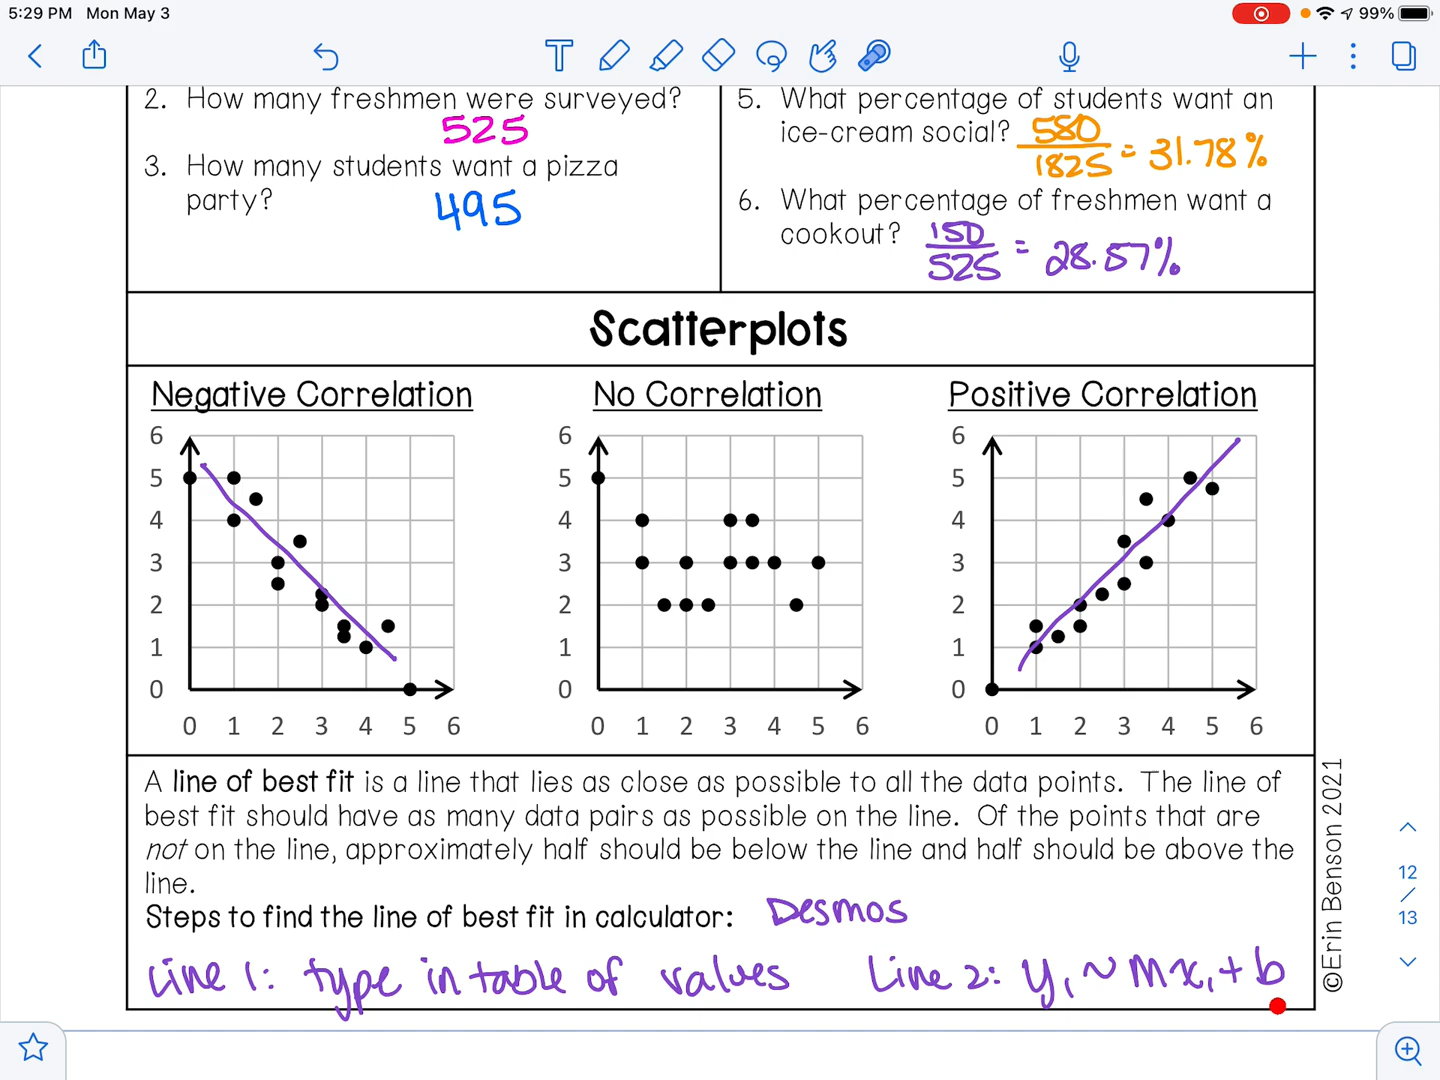 5:29 PM Mon May 3
99%
2. How many freshmen were surveyed?
525
3. How many students want a pizza
party?
495
5. What percentage of students want an
ice-cream social? 580/1825 = 31.78%
6. What percentage of freshmen want a
cookout? 150/525 = 28.57%
Scatterplots
Negative Correlation
6
5
4
3
2
1
0
0 1 2 3 4 5 6
No Correlation
6
5
4
3
2
1
0
0 1 2 3 4 5 6
Positive Correlation
6
5
4
3
2
1
0
0 1 2 3 4 5 6
A line of best fit is a line that lies as close as possible to all the data points. The line of
best fit should have as many data pairs as possible on the line. Of the points that are
not on the line, approximately half should be below the line and half should be above the
line.
Steps to find the line of best fit in calculator: Desmos
Line 1: type in table of values Line 2: y₁ ~ mx₁ + b
©Erin Benson 2021
12
/
13
T